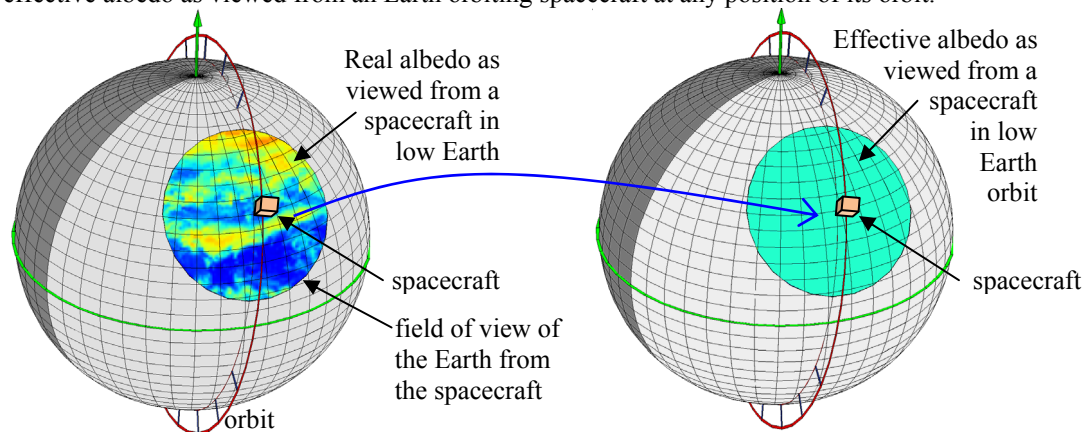 effective albedo as viewed from an Earth orbiting spacecraft at any position of its orbit.
Real albedo as
viewed from a
spacecraft in
low Earth
spacecraft
field of view of
the Earth from
the spacecraft
orbit
Effective albedo as
viewed from a
spacecraft
in low
Earth
orbit
spacecraft